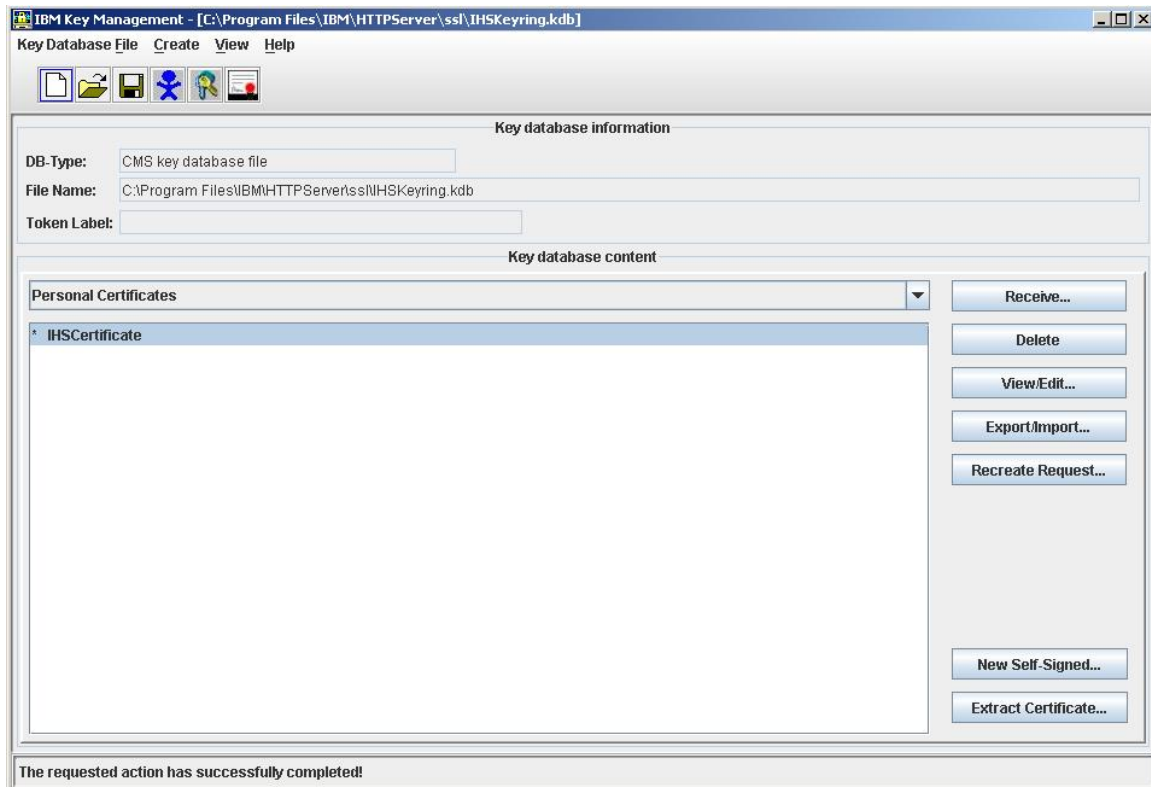 IBM Key Management - [C:\Program Files\IBM\HTTPServer\ssl\IHSKeyring.kdb]
Key Database File Create View Help
Key database information
DB-Type: CMS key database file
File Name: C:\Program Files\IBM\HTTPServer\ssl\IHSKeyring.kdb
Token Label:
Key database content
Personal Certificates
Receive...
* IHSCertificate
Delete
View/Edit...
Export/Import...
Recreate Request...
New Self-Signed...
Extract Certificate...
The requested action has successfully completed!